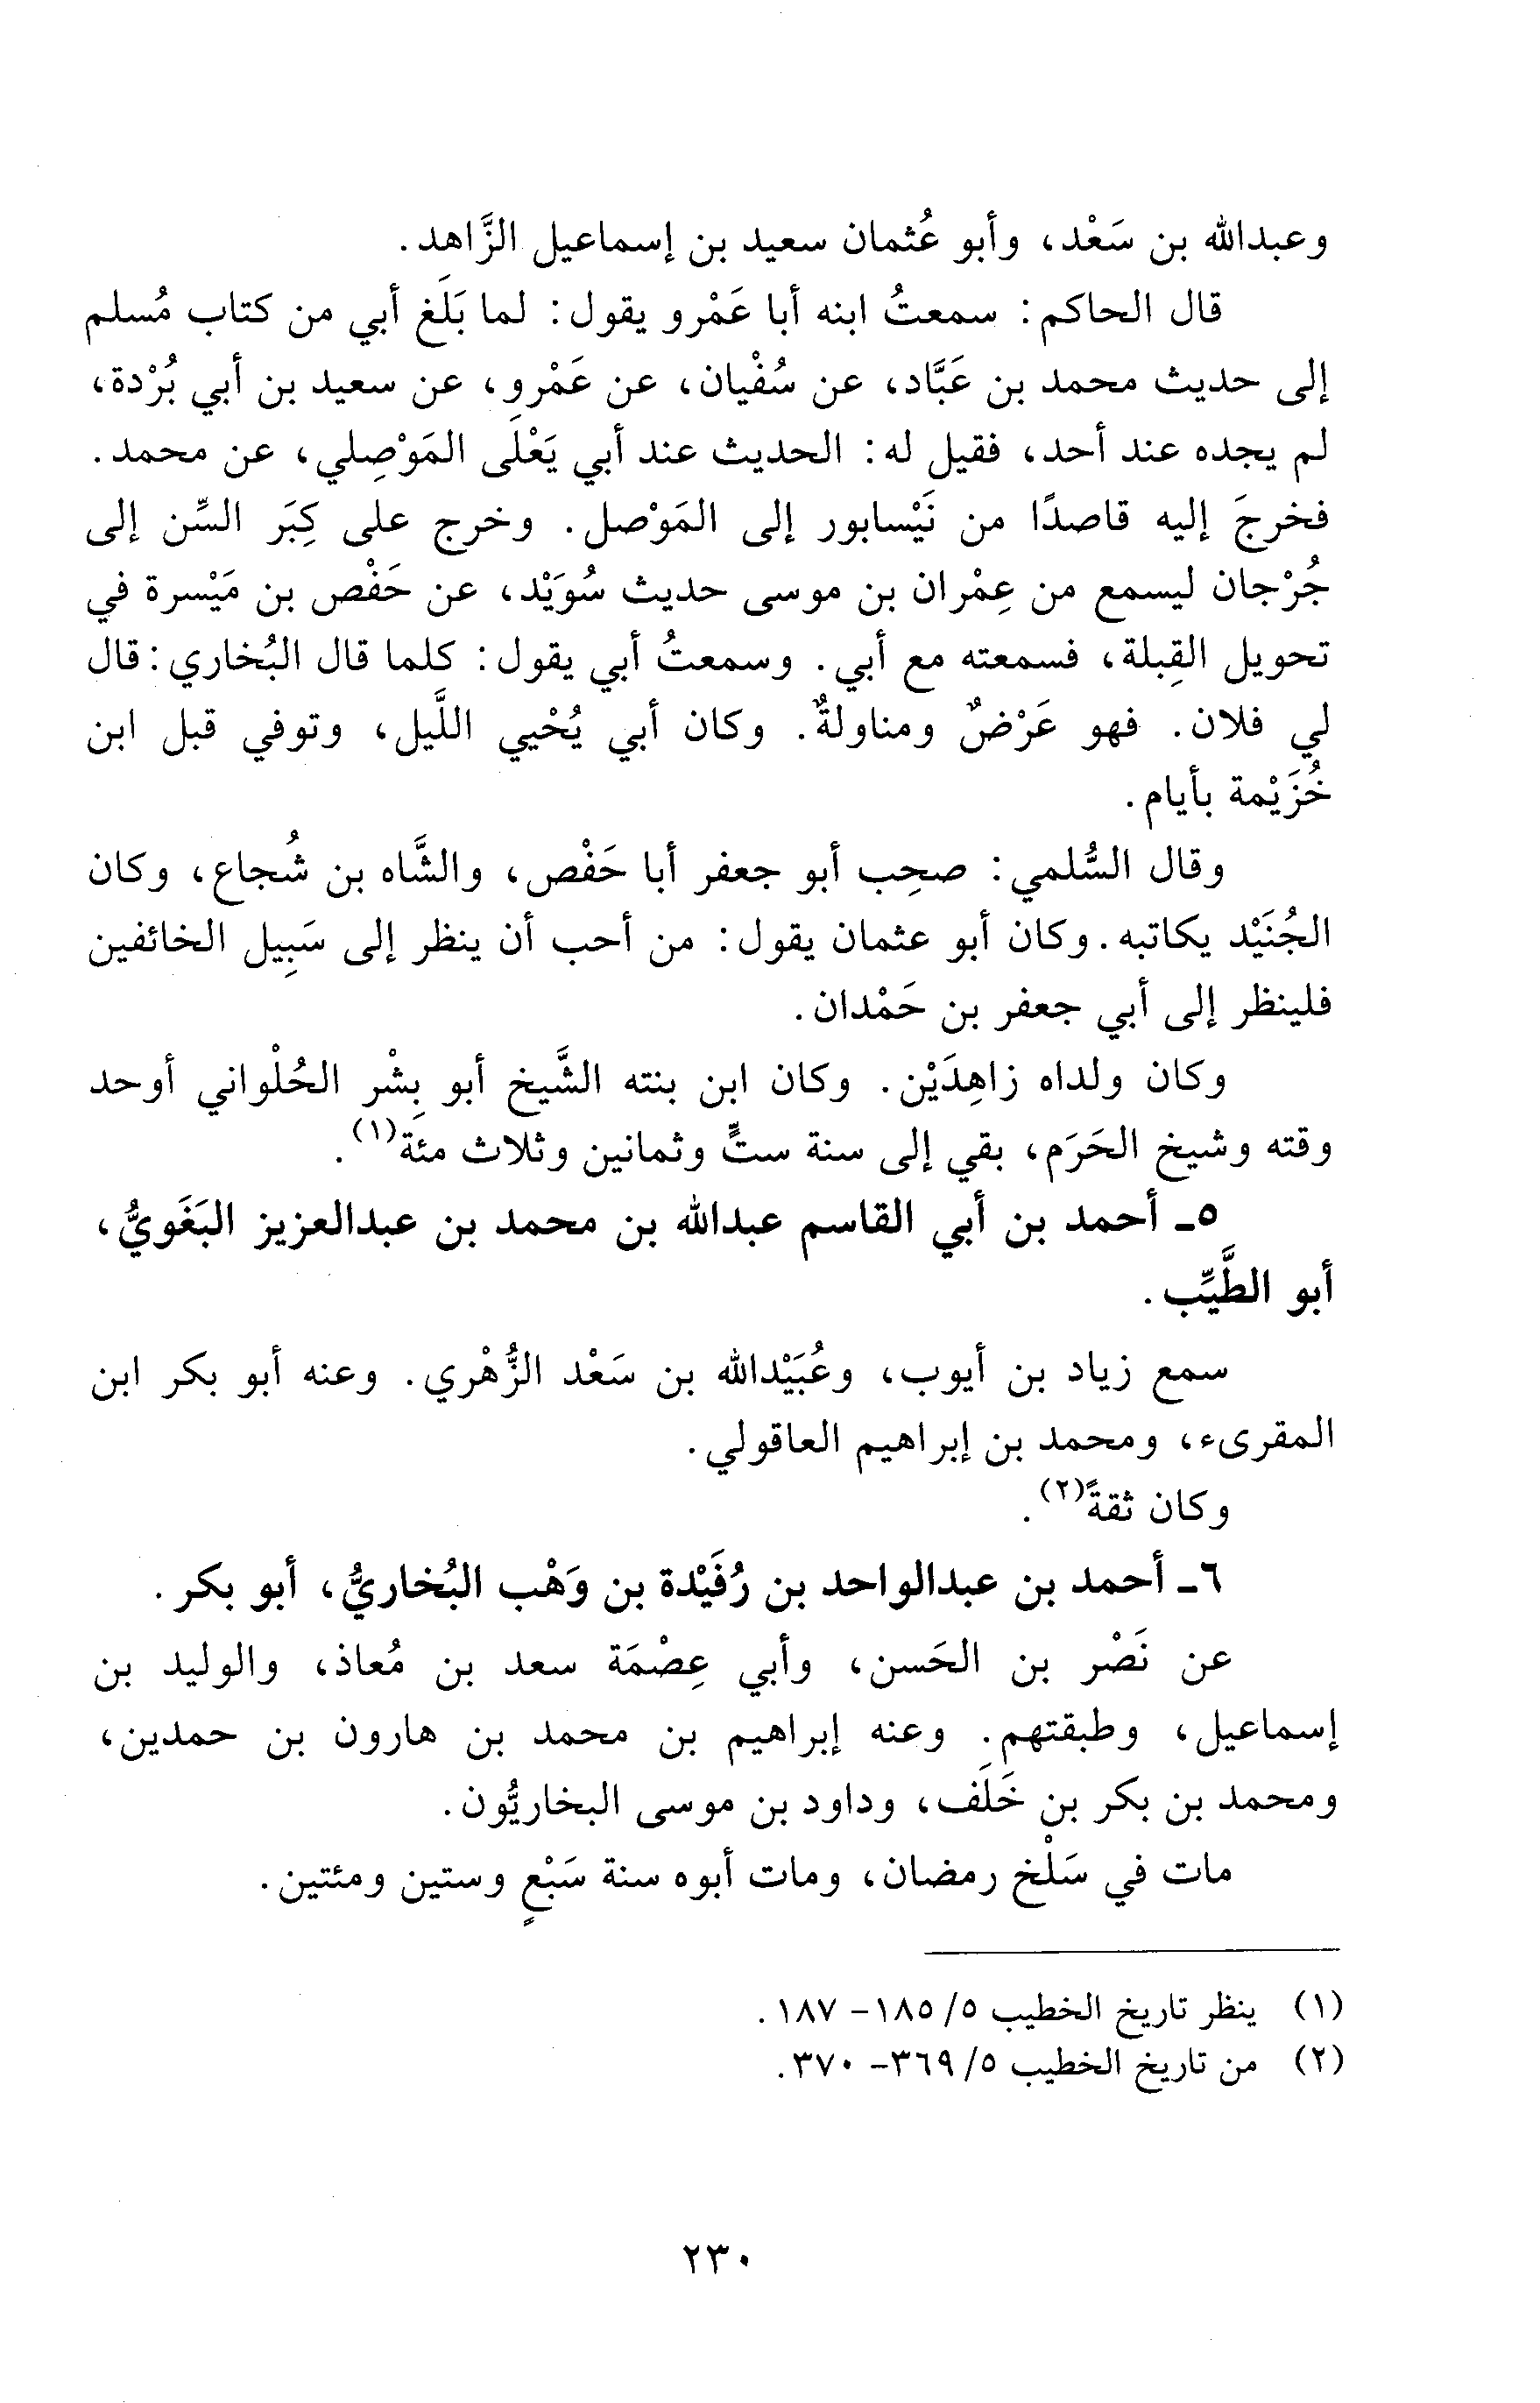 وعبدالله بن سَعْد، وأبو عُثمان سعيد بن إسماعيل الزَّاهد.
قال الحاكم: سمعتُ ابنه أبا عَمْرو يقول: لما بَلَغ أبي من كتاب مُسلم
إلى حديث محمد بن عَبَّاد، عن سُفْيان، عن عَمْرو، عن سعيد بن أبي بُرْدة،
لم يجده عند أحد، فقيل له: الحديث عند أبي يَعْلَى المَوْصِلي، عن محمد.
فخرجَ إليه قاصدًا من نَيْسابور إلى المَوْصل. وخرج على كِبَر السِّن إلى
جُرْجان ليسمع من عِمْران بن موسى حديث سُوَيْد، عن حَفْص بن مَيْسرة في
تحويل القِبلة، فسمعته مع أبي. وسمعتُ أبي يقول: كلما قال البُخاري: قال
لي فلان. فهو عَرْضٌ ومناولةٌ. وكان أبي يُحْيي اللَّيل، وتوفي قبل ابن
خُزَيْمة بأيام.
وقال السُّلمي: صحِب أبو جعفر أبا حَفْص، والشَّاه بن شُجاع، وكان
الجُنَيْد يكاتبه. وكان أبو عثمان يقول: من أحب أن ينظر إلى سَبِيل الخائفين
فلينظر إلى أبي جعفر بن حَمْدان.
وكان ولداه زاهِدَيْن. وكان ابن بنته الشَّيخ أبو بِشْر الحُلْواني أوحد
وقته وشيخ الحَرَم، بقي إلى سنة ستٍّ وثمانين وثلاث مئة(١).
٥- أحمد بن أبي القاسم عبدالله بن محمد بن عبدالعزيز البَغَويُّ،
أبو الطَّيِّب.
سمع زياد بن أيوب، وعُبَيْدالله بن سَعْد الزُّهْري. وعنه أبو بكر ابن
المقرىء، ومحمد بن إبراهيم العاقولي.
وكان ثقةً(٢).
٦- أحمد بن عبدالواحد بن رُفَيْدة بن وَهْب البُخاريُّ، أبو بكر.
عن نَصْر بن الحَسن، وأبي عِصْمَة سعد بن مُعاذ، والوليد بن
إسماعيل، وطبقتهم. وعنه إبراهيم بن محمد بن هارون بن حمدين،
ومحمد بن بكر بن خَلَف، وداود بن موسى البخاريُّون.
مات في سَلْخ رمضان، ومات أبوه سنة سَبْعٍ وستين ومئتين.
(١) ينظر تاريخ الخطيب ٥/ ١٨٥- ١٨٧.
(٢) من تاريخ الخطيب ٥/ ٣٦٩- ٣٧٠.
٢٣٠